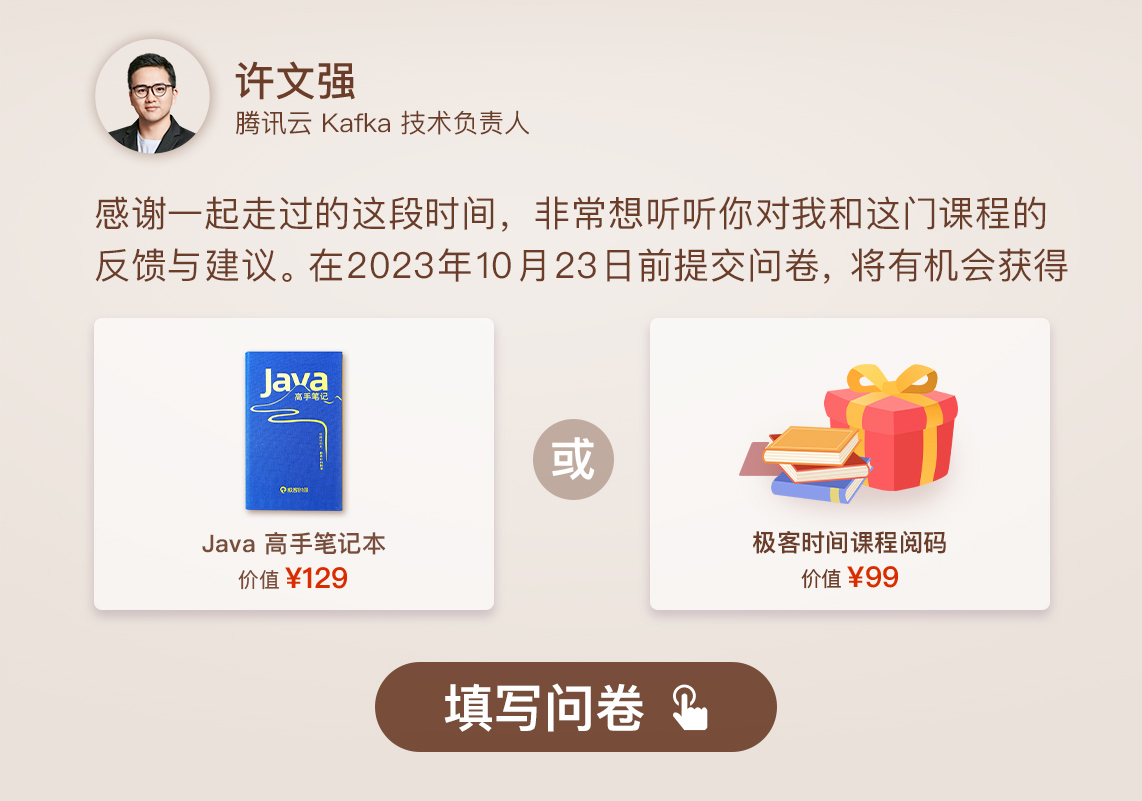 许文强
腾讯云 Kafka 技术负责人
感谢一起走过的这段时间，非常想听听你对我和这门课程的
反馈与建议。在2023年10月23日前提交问卷，将有机会获得
Java
高手笔记
极客时间
或
Java 高手笔记本
价值 ¥129
极客时间课程阅码
价值 ¥99
填写问卷